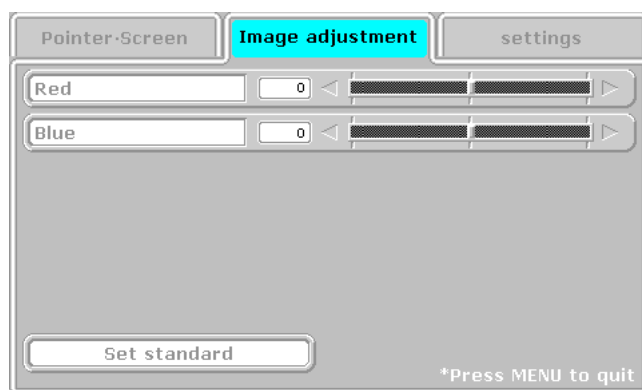 Pointer·Screen
Image adjustment
settings
Red
0
Blue
0
Set standard
*Press MENU to quit